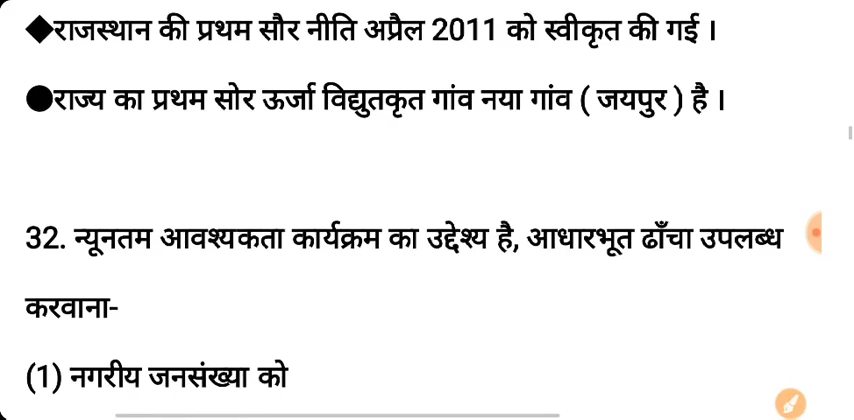 ◆राजस्थान की प्रथम सौर नीति अप्रैल 2011 को स्वीकृत की गई ।
●राज्य का प्रथम सोर ऊर्जा विद्युतकृत गांव नया गांव ( जयपुर ) है ।
32. न्यूनतम आवश्यकता कार्यक्रम का उद्देश्य है, आधारभूत ढाँचा उपलब्ध
करवाना-
(1) नगरीय जनसंख्या को